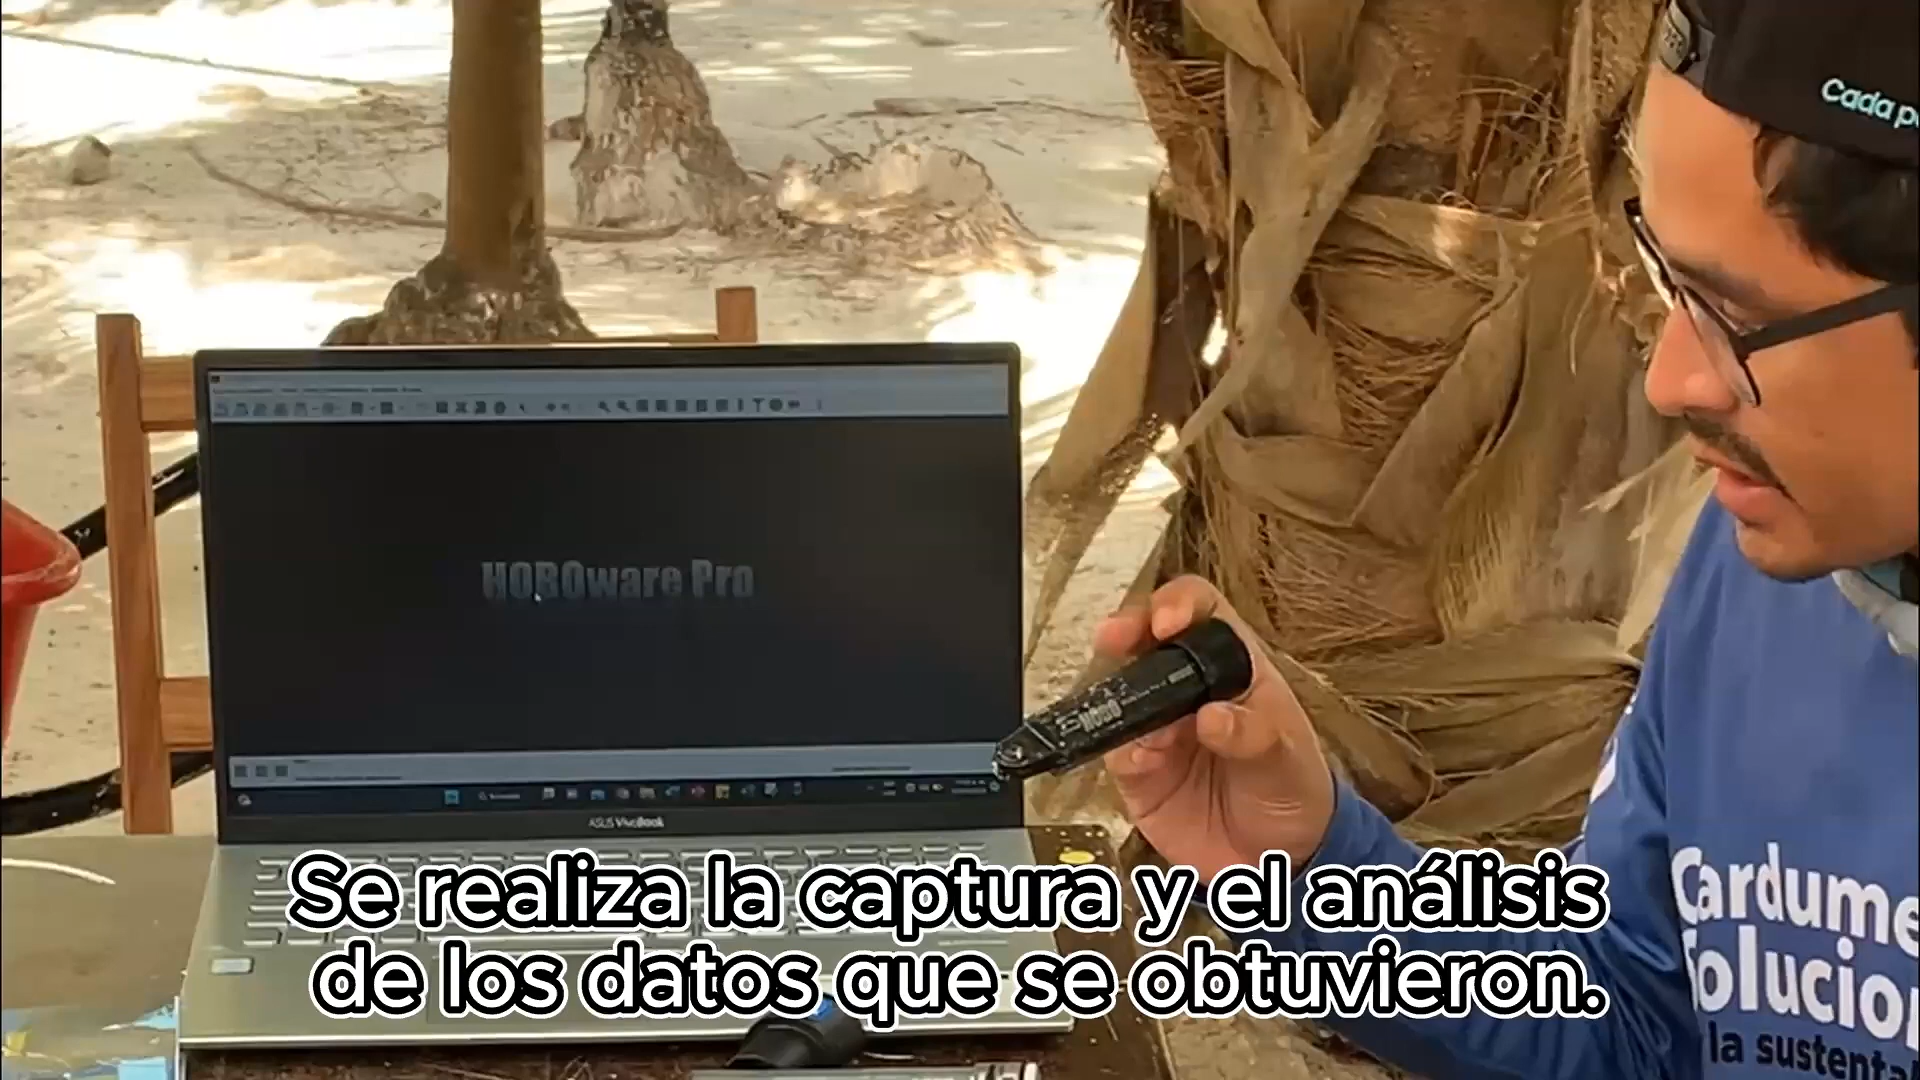 Cada p
HOBOware Pro
HOBO
ASUS VivoBook
Se realiza la captura y el análisis
de los datos que se obtuvieron.
Cardume
Solucion
la sustenta